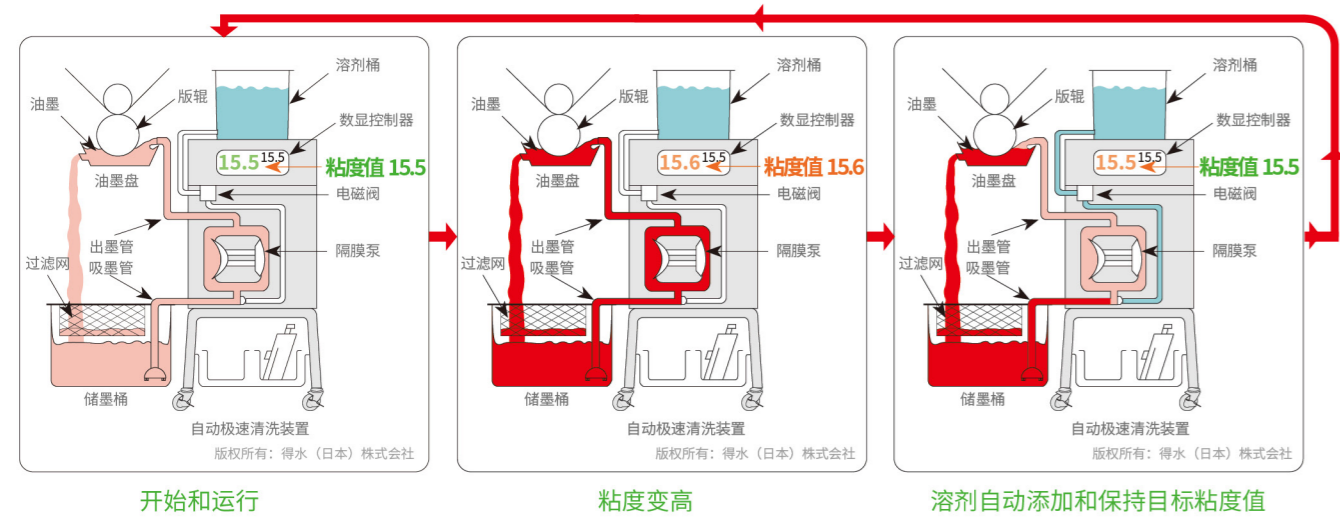 溶剂桶
油墨
版辊
数显控制器
15.5
15.5
粘度值 15.5
油墨盘
电磁阀
出墨管
隔膜泵
过滤网
吸墨管
储墨桶
自动极速清洗装置
版权所有：得水（日本）株式会社
开始和运行
溶剂桶
油墨
版辊
数显控制器
15.6
15.5
粘度值 15.6
油墨盘
电磁阀
出墨管
隔膜泵
过滤网
吸墨管
储墨桶
自动极速清洗装置
版权所有：得水（日本）株式会社
粘度变高
溶剂桶
油墨
版辊
数显控制器
15.5
15.5
粘度值 15.5
油墨盘
电磁阀
出墨管
隔膜泵
过滤网
吸墨管
储墨桶
自动极速清洗装置
版权所有：得水（日本）株式会社
溶剂自动添加和保持目标粘度值